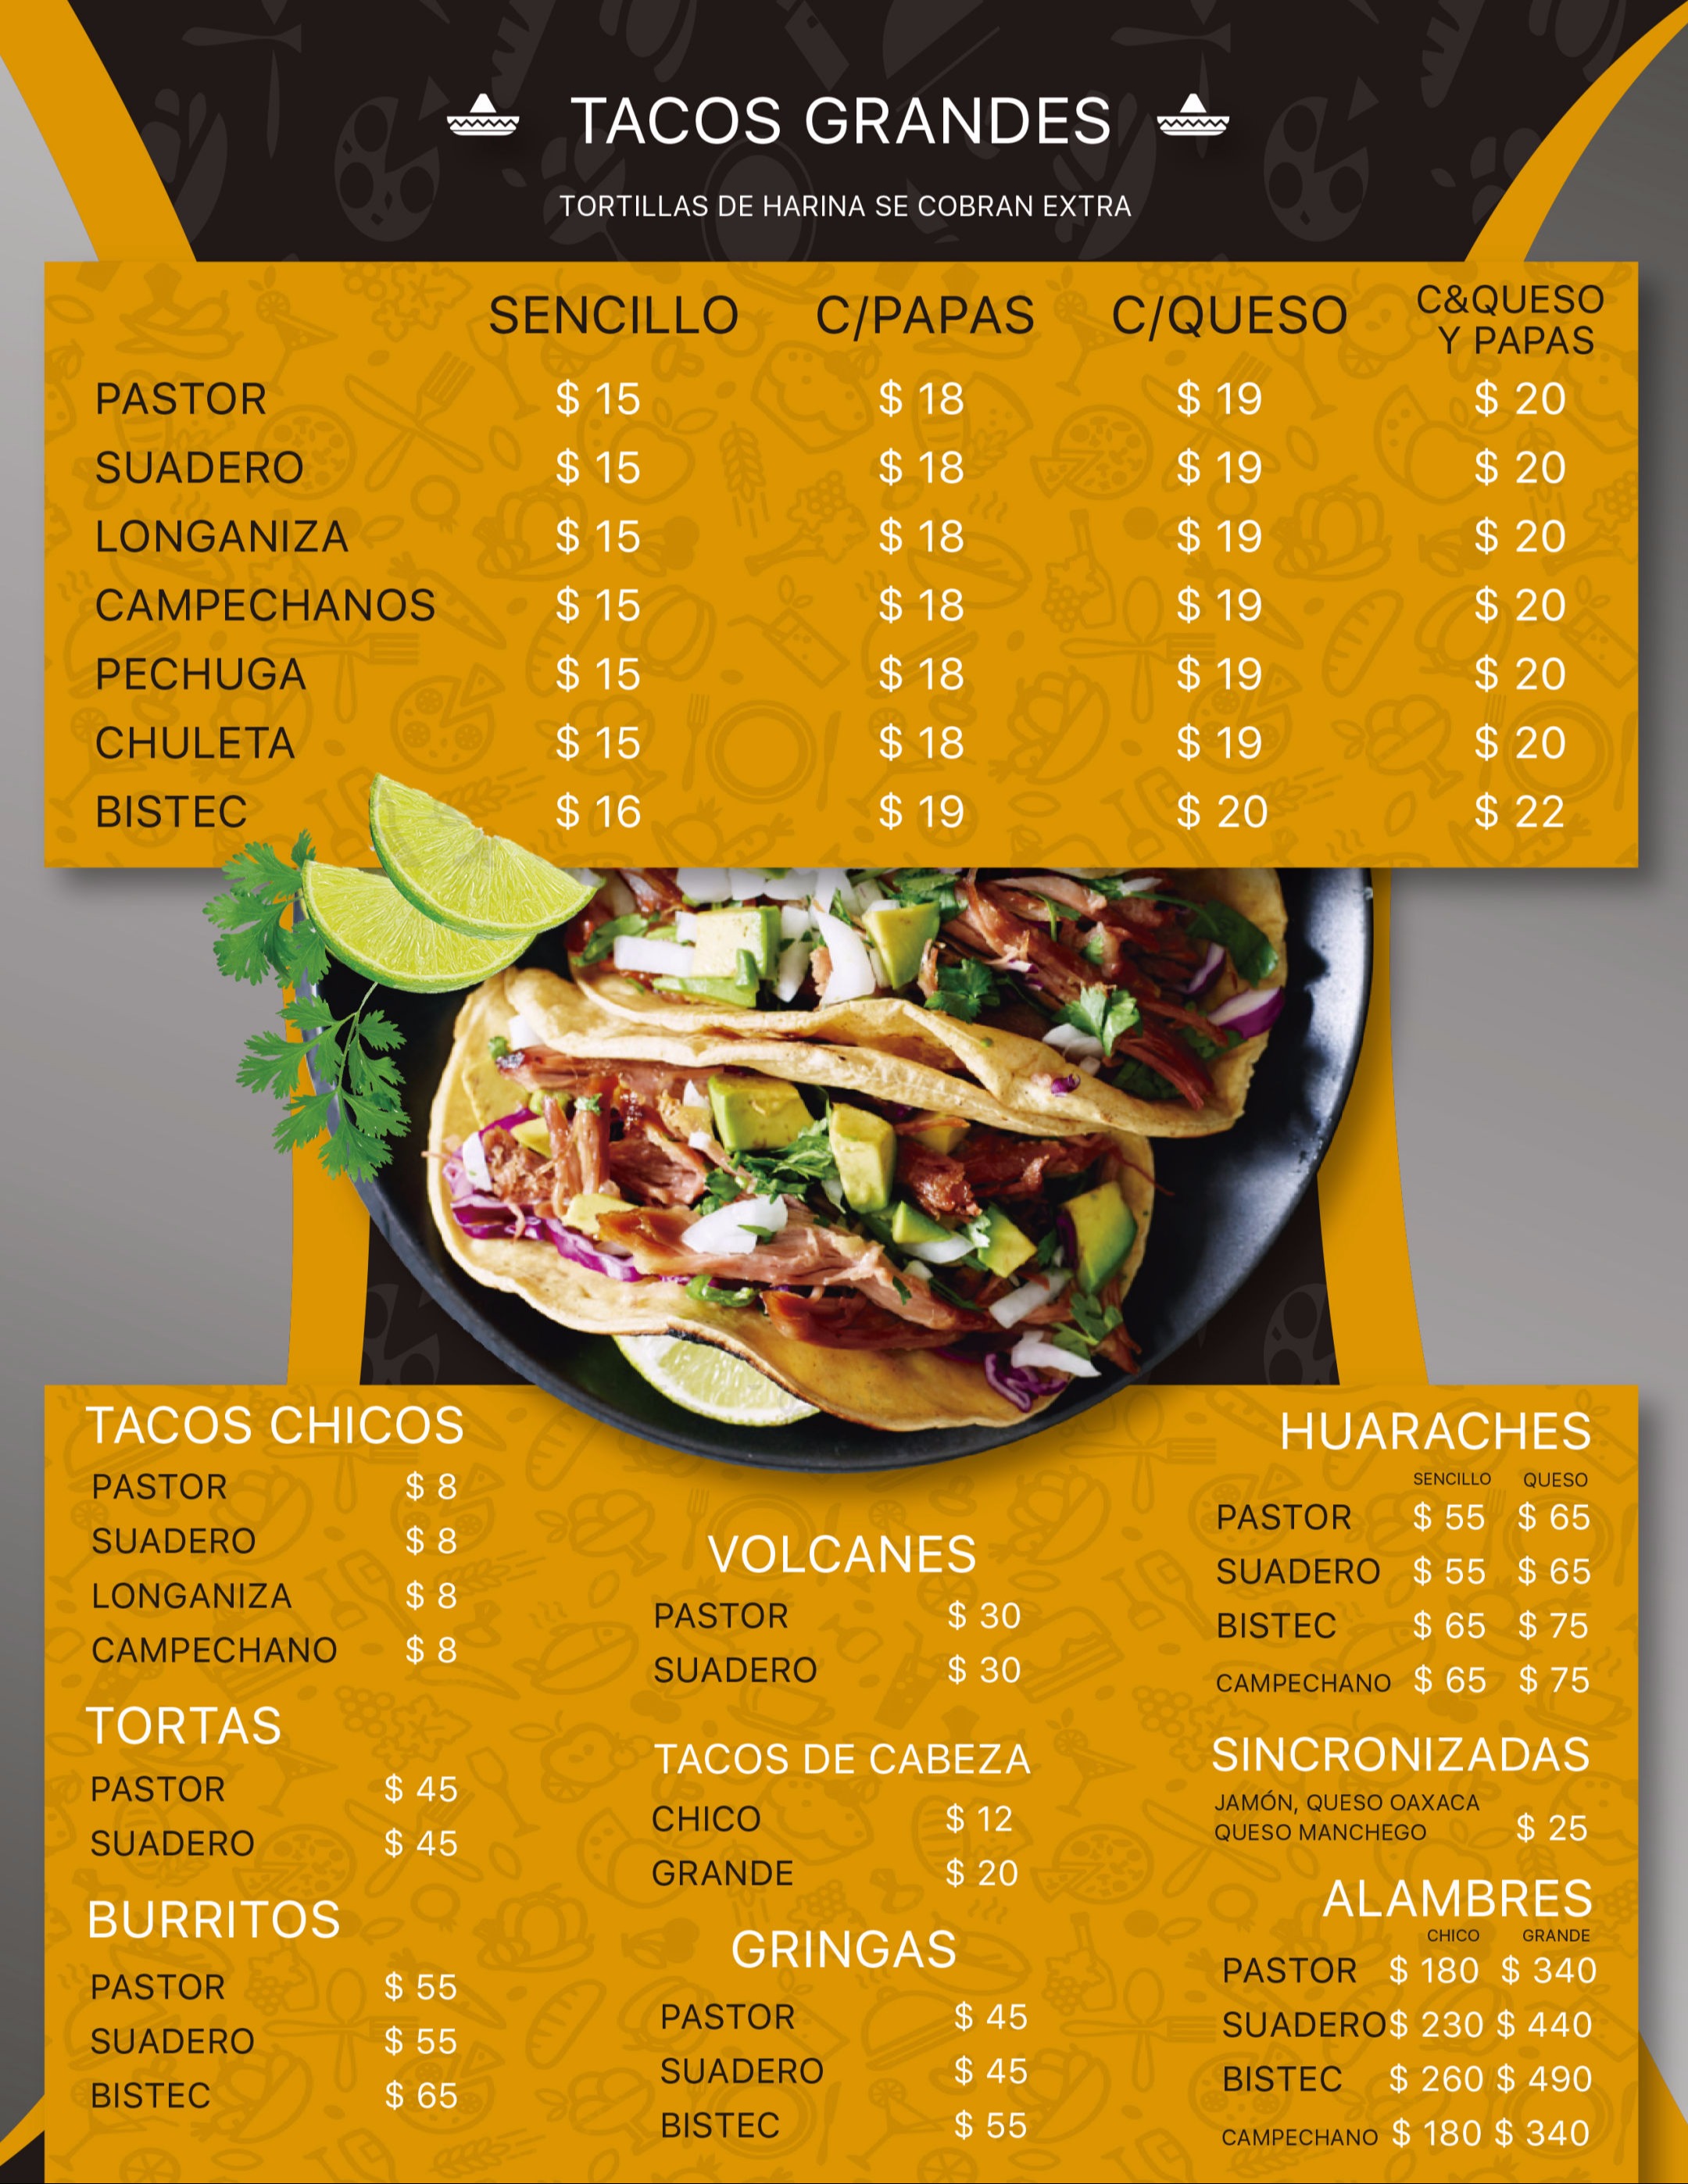 TACOS GRANDES
TORTILLAS DE HARINA SE COBRAN EXTRA
SENCILLO C/PAPAS C/QUESO C&QUESO
Y PAPAS
PASTOR $ 15 $ 18 $ 19 $ 20
SUADERO $ 15 $ 18 $ 19 $ 20
LONGANIZA $ 15 $ 18 $ 19 $ 20
CAMPECHANOS $ 15 $ 18 $ 19 $ 20
PECHUGA $ 15 $ 18 $ 19 $ 20
CHULETA $ 15 $ 18 $ 19 $ 20
BISTEC $ 16 $ 19 $ 20 $ 22
TACOS CHICOS
PASTOR $ 8
SUADERO $ 8
LONGANIZA $ 8
CAMPECHANO $ 8
TORTAS
PASTOR $ 45
SUADERO $ 45
BURRITOS
PASTOR $ 55
SUADERO $ 55
BISTEC $ 65
VOLCANES
PASTOR $ 30
SUADERO $ 30
TACOS DE CABEZA
CHICO $ 12
GRANDE $ 20
GRINGAS
PASTOR $ 45
SUADERO $ 45
BISTEC $ 55
HUARACHES
SENCILLO QUESO
PASTOR $ 55 $ 65
SUADERO $ 55 $ 65
BISTEC $ 65 $ 75
CAMPECHANO $ 65 $ 75
SINCRONIZADAS
JAMÓN, QUESO OAXACA
QUESO MANCHEGO $ 25
ALAMBRES
CHICO GRANDE
PASTOR $ 180 $ 340
SUADERO $ 230 $ 440
BISTEC $ 260 $ 490
CAMPECHANO $ 180 $ 340